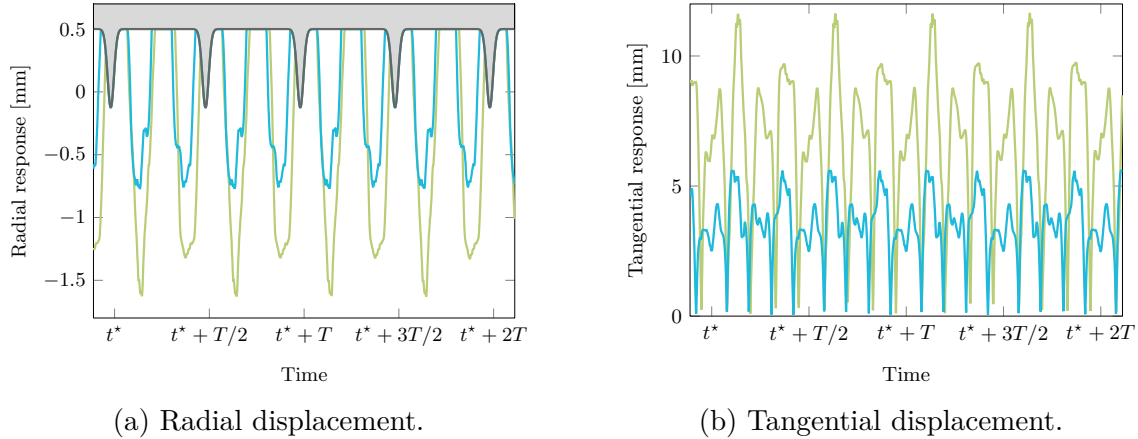 0.5
0
−0.5
−1
−1.5
Radial response [mm]
t⋆ t⋆ + T/2 t⋆ + T t⋆ + 3T/2 t⋆ + 2T
Time
(a) Radial displacement.
10
5
0
Tangential response [mm]
t⋆ t⋆ + T/2 t⋆ + T t⋆ + 3T/2 t⋆ + 2T
Time
(b) Tangential displacement.